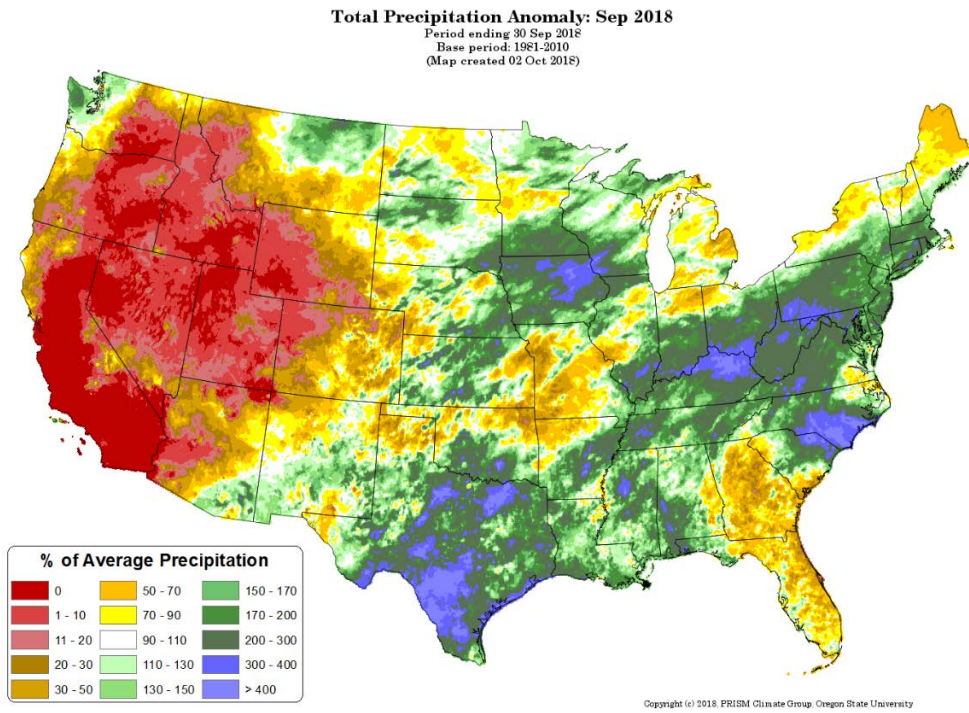 Total Precipitation Anomaly: Sep 2018
Period ending 30 Sep 2018
Base period: 1981-2010
(Map created 02 Oct 2018)
% of Average Precipitation
0
1 - 10
11 - 20
20 - 30
30 - 50
50 - 70
70 - 90
90 - 110
110 - 130
130 - 150
150 - 170
170 - 200
200 - 300
300 - 400
> 400
Copyright (c) 2018, PRISM Climate Group, Oregon State University